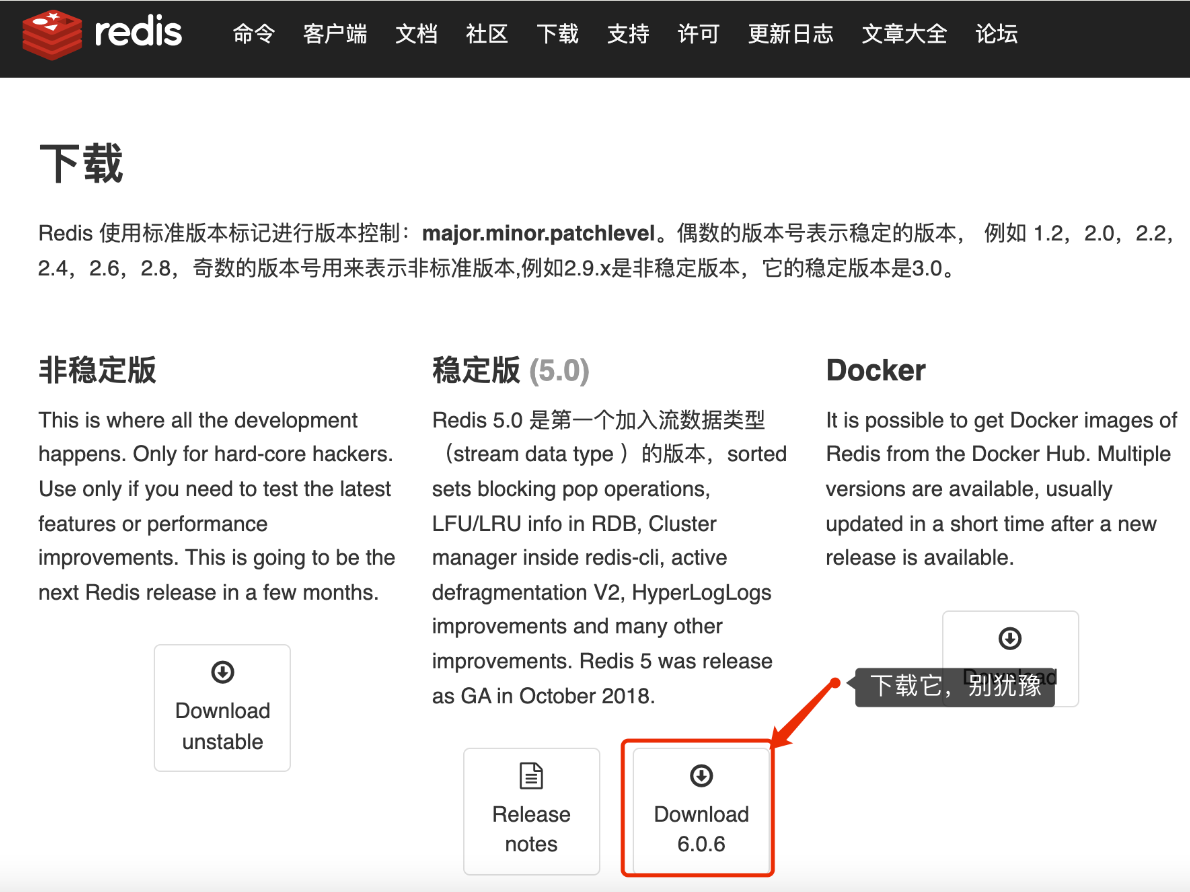 redis 命令 客户端 文档 社区 下载 支持 许可 更新日志 文章大全 论坛
下载
Redis 使用标准版本标记进行版本控制：major.minor.patchlevel。偶数的版本号表示稳定的版本， 例如 1.2，2.0，2.2，
2.4，2.6，2.8，奇数的版本号用来表示非标准版本,例如2.9.x是非稳定版本，它的稳定版本是3.0。
非稳定版
This is where all the development
happens. Only for hard-core hackers.
Use only if you need to test the latest
features or performance
improvements. This is going to be the
next Redis release in a few months.
Download
unstable
稳定版 (5.0)
Redis 5.0 是第一个加入流数据类型
（stream data type ）的版本，sorted
sets blocking pop operations,
LFU/LRU info in RDB, Cluster
manager inside redis-cli, active
defragmentation V2, HyperLogLogs
improvements and many other
improvements. Redis 5 was release
as GA in October 2018.
Release
notes
Download
6.0.6
Docker
It is possible to get Docker images of
Redis from the Docker Hub. Multiple
versions are available, usually
updated in a short time after a new
release is available.
Download
下载它，别犹豫